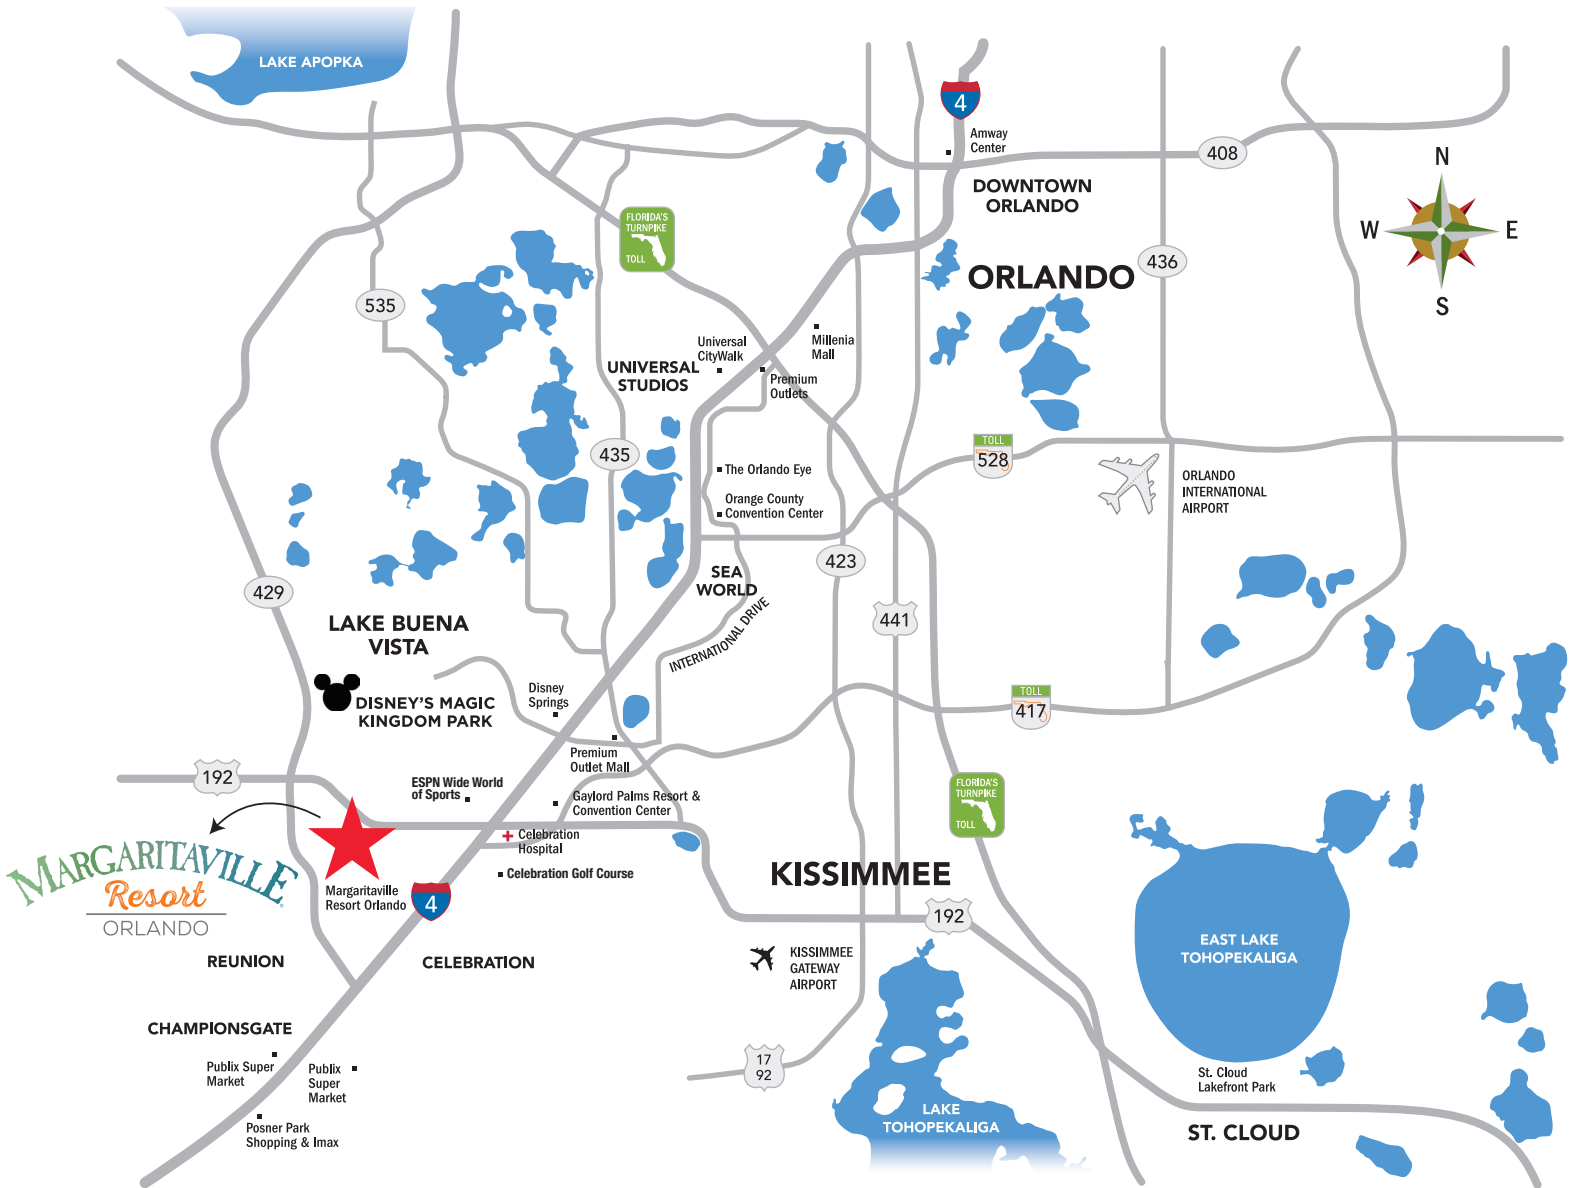 LAKE APOPKA
4
Amway
Center
408
DOWNTOWN
ORLANDO
N
W
E
S
FLORIDA'S
TURNPIKE
TOLL
436
ORLANDO
535
Universal
CityWalk
Millenia
Mall
UNIVERSAL
STUDIOS
Premium
Outlets
435
TOLL
528
The Orlando Eye
ORLANDO
INTERNATIONAL
AIRPORT
Orange County
Convention Center
423
SEA
WORLD
429
441
INTERNATIONAL DRIVE
LAKE BUENA
VISTA
DISNEY'S MAGIC
KINGDOM PARK
Disney
Springs
TOLL
417
Premium
Outlet Mall
192
ESPN Wide World
of Sports
Gaylord Palms Resort &
Convention Center
FLORIDA'S
TURNPIKE
TOLL
Celebration
Hospital
Celebration Golf Course
KISSIMMEE
MARGARITAVILLE
Resort
ORLANDO
Margaritaville
Resort Orlando
4
192
REUNION
CELEBRATION
KISSIMMEE
GATEWAY
AIRPORT
EAST LAKE
TOHOPEKALIGA
CHAMPIONSGATE
Publix Super
Market
Publix
Super
Market
17
92
St. Cloud
Lakefront Park
Posner Park
Shopping & Imax
LAKE
TOHOPEKALIGA
ST. CLOUD